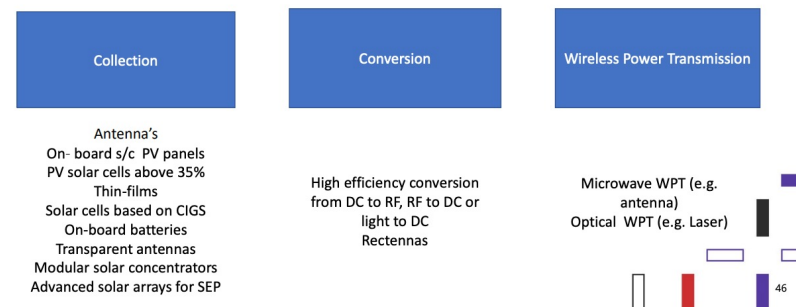 Collection
Conversion
Wireless Power Transmission
Antenna's
On- board s/c PV panels
PV solar cells above 35%
Thin-films
Solar cells based on CIGS
On-board batteries
Transparent antennas
Modular solar concentrators
Advanced solar arrays for SEP
High efficiency conversion
from DC to RF, RF to DC or
light to DC
Rectennas
Microwave WPT (e.g.
antenna)
Optical WPT (e.g. Laser)
46